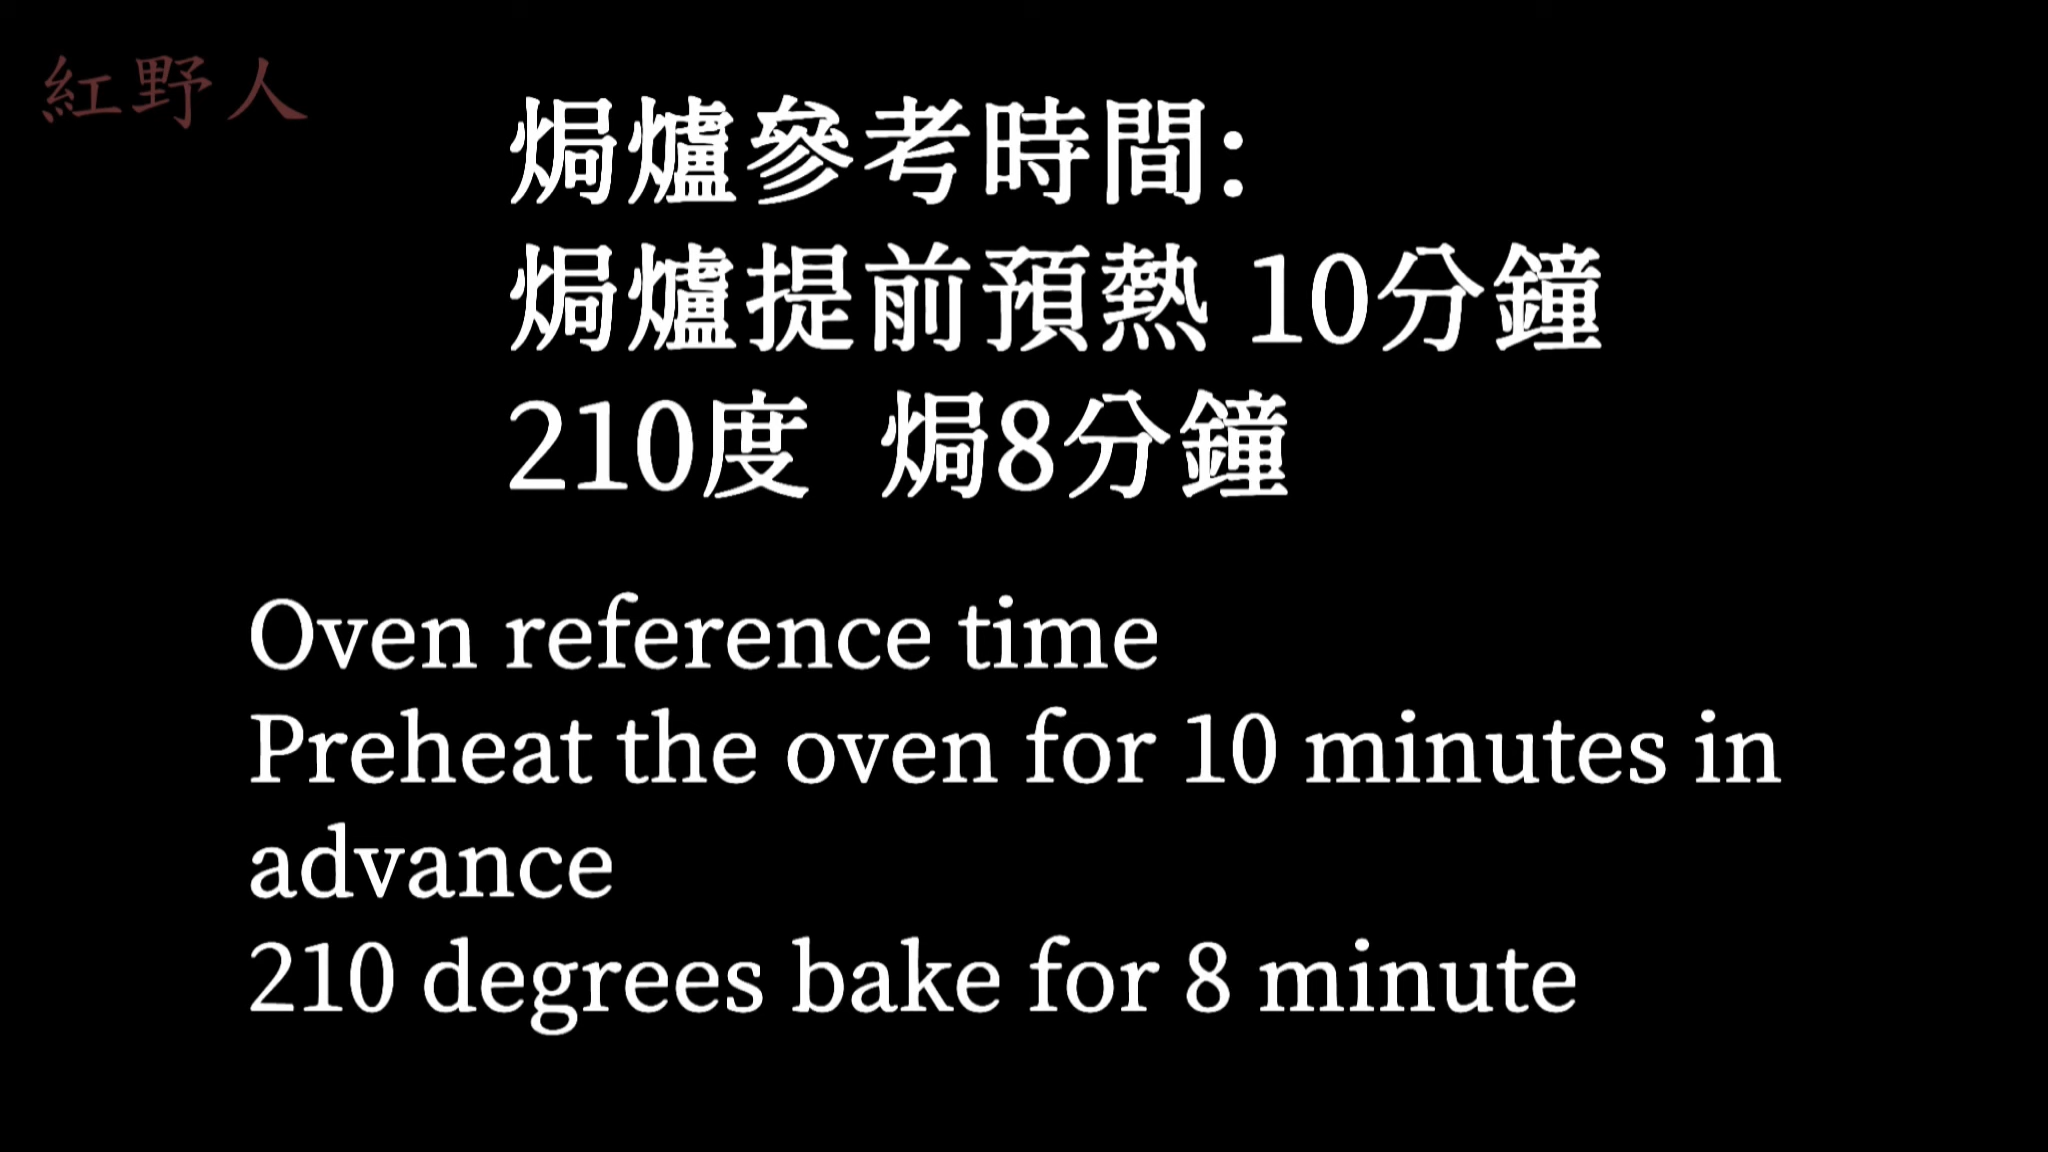 紅野人
焗爐參考時間:
焗爐提前預熱 10分鐘
210度 焗8分鐘
Oven reference time
Preheat the oven for 10 minutes in
advance
210 degrees bake for 8 minute